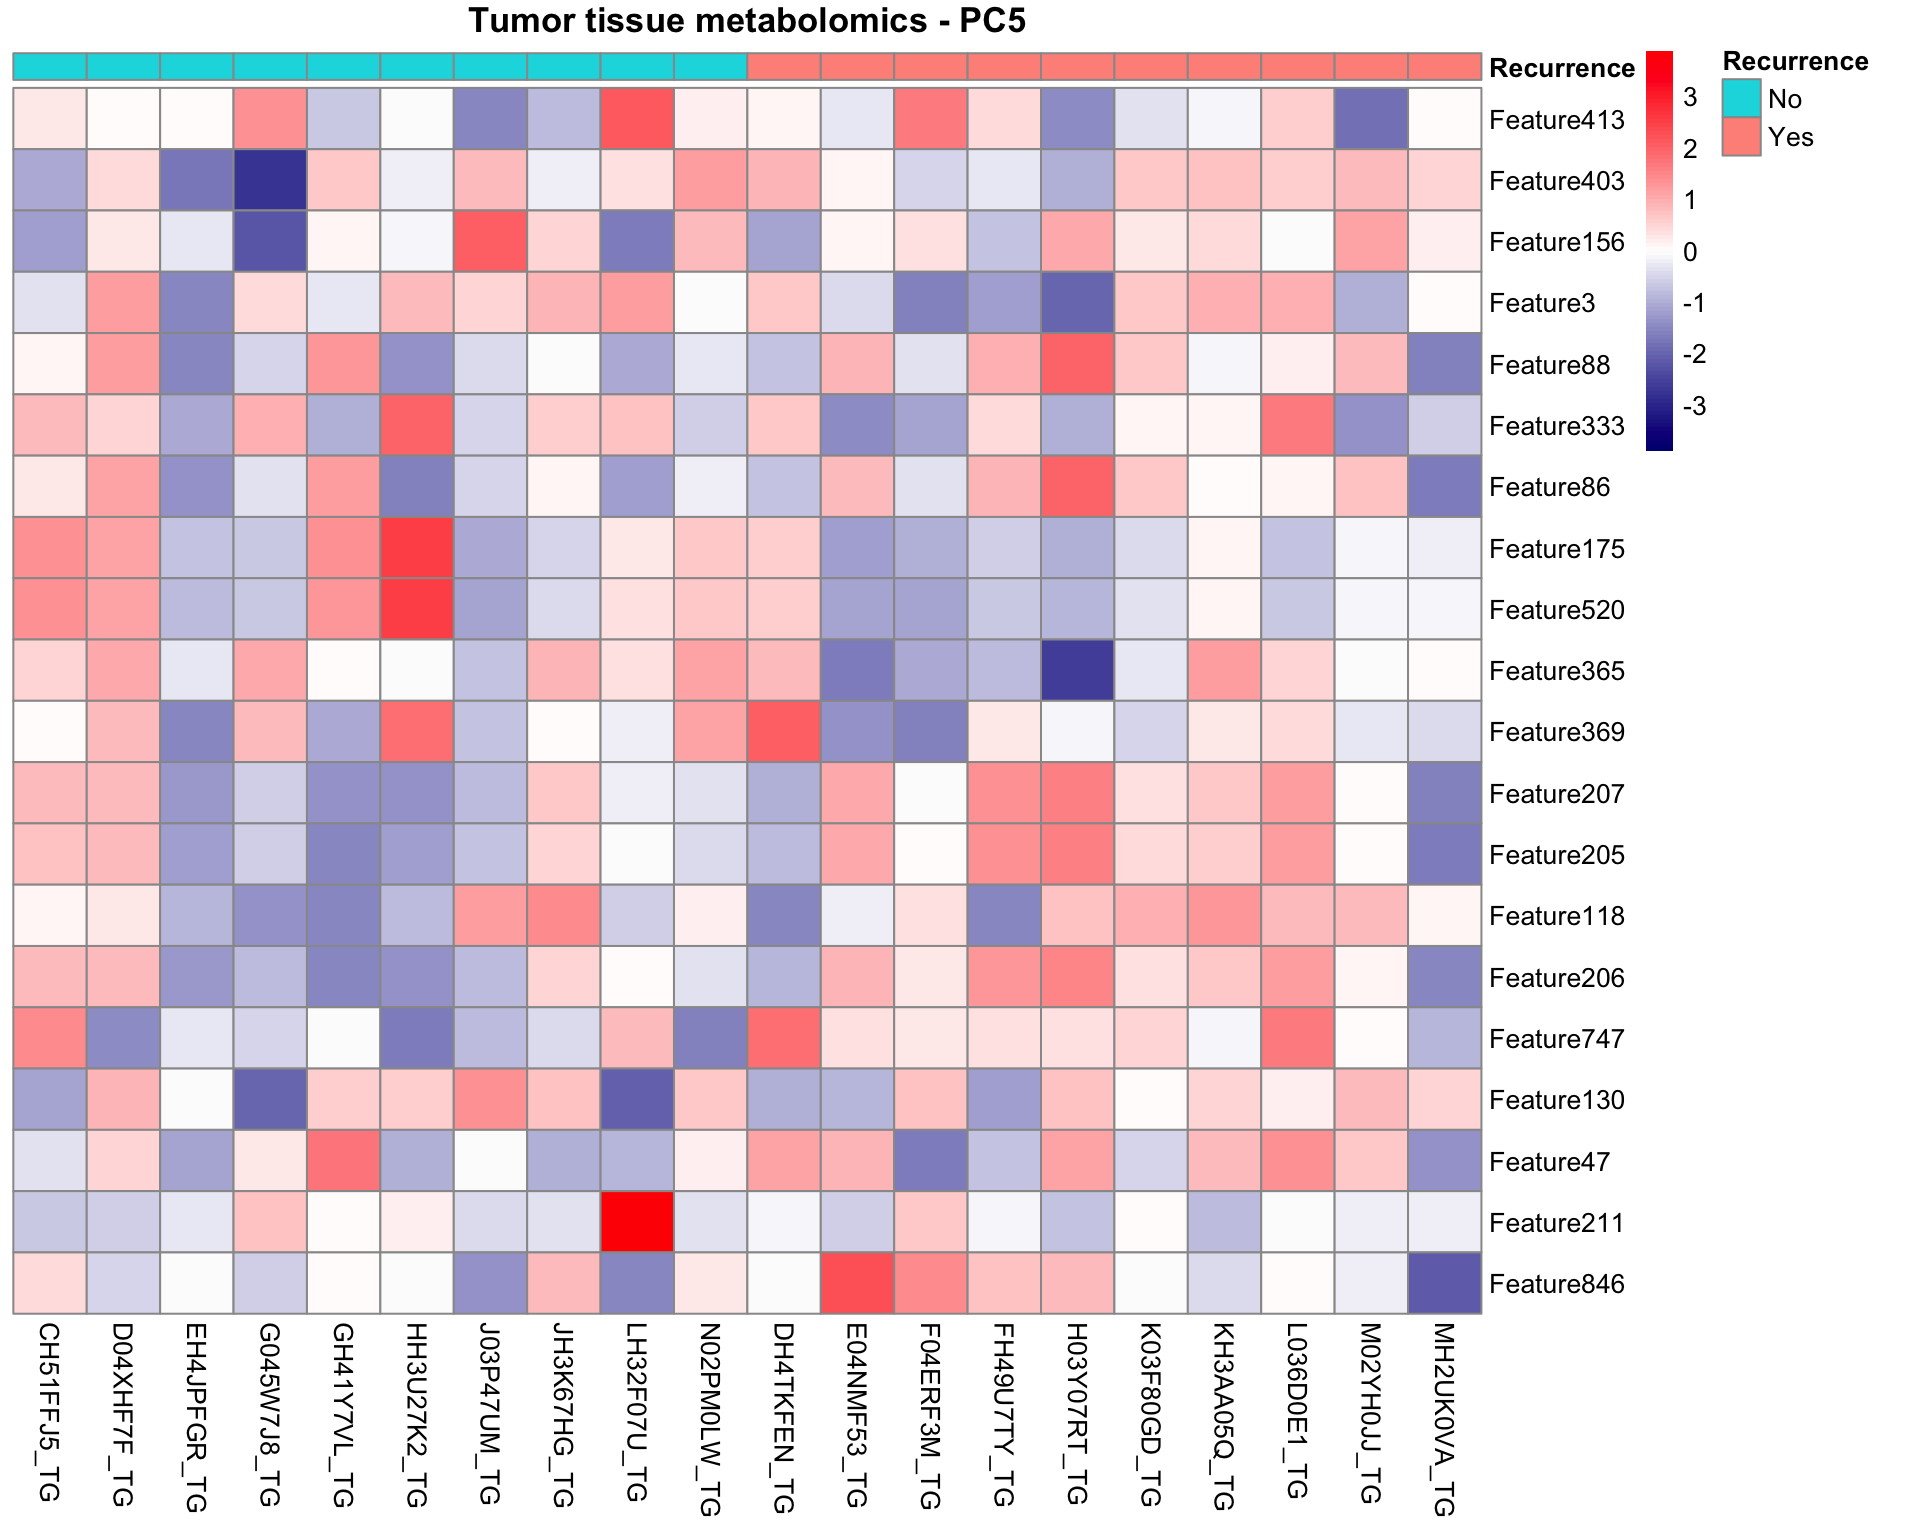 Tumor tissue metabolomics - PC5
Recurrence
Feature413
Feature403
Feature156
Feature3
Feature88
Feature333
Feature86
Feature175
Feature520
Feature365
Feature369
Feature207
Feature205
Feature118
Feature206
Feature747
Feature130
Feature47
Feature211
Feature846
3
2
1
0
-1
-2
-3
Recurrence
No
Yes
CH51FFJ5_TG
D04XHF7F_TG
EH4JPFGR_TG
G045W7J8_TG
GH41Y7VL_TG
HH3U27K2_TG
J03P47UM_TG
JH3K67HG_TG
LH32F07U_TG
N02PM0LW_TG
DH4TKFEN_TG
E04NMF53_TG
F04ERF3M_TG
FH49U7TY_TG
H03Y07RT_TG
K03F80GD_TG
KH3AA05Q_TG
L036D0E1_TG
M02YH0JJ_TG
MH2UK0VA_TG